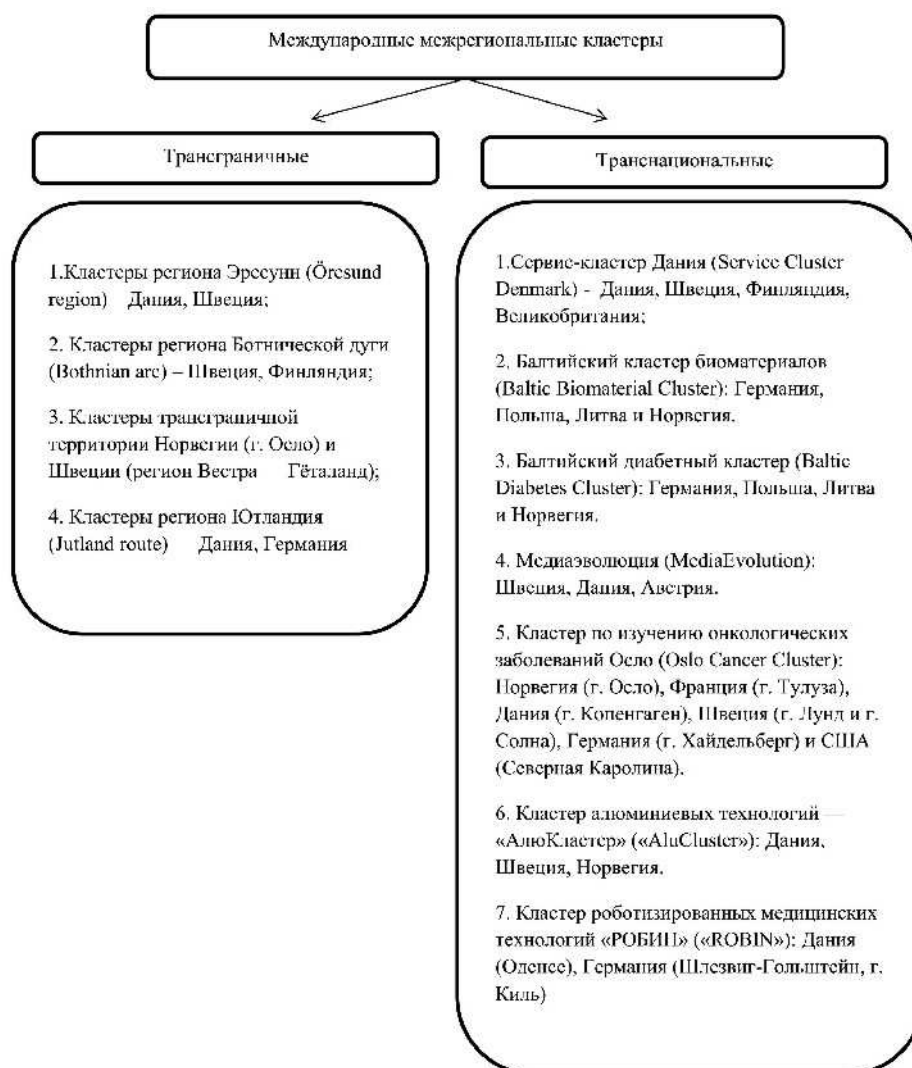 Международные межрегиональные кластеры
Трансграничные
1.Кластеры региона Эресунн (Öresund
region) Дания, Швеция;
2. Кластеры региона Ботнической дуги
(Bothnian arc) – Швеция, Финляндия;
3. Кластеры трансграничной
территории Норвегии (г. Осло) и
Швеции (регион Вестра Гёталанд);
4. Кластеры региона Ютландия
(Jutland route) Дания, Германия
Транснациональные
1.Сервис-кластер Дания (Service Cluster
Denmark) - Дания, Швеция, Финляндия,
Великобритания;
2. Балтийский кластер биоматериалов
(Baltic Biomaterial Cluster): Германия,
Польша, Литва и Норвегия.
3. Балтийский диабетный кластер (Baltic
Diabetes Cluster): Германия, Польша, Литва
и Норвегия.
4. Медиаэволюция (MediaEvolution):
Швеция, Дания, Австрия.
5. Кластер по изучению онкологических
заболеваний Осло (Oslo Cancer Cluster):
Норвегия (г. Осло), Франция (г. Тулуза),
Дания (г. Копенгаген), Швеция (г. Лунд и г.
Солна), Германия (г. Хайдельберг) и США
(Северная Каролина).
6. Кластер алюминиевых технологий —
«АлюКластер» («AluCluster»): Дания,
Швеция, Норвегия.
7. Кластер роботизированных медицинских
технологий «РОБИН» («ROBIN»): Дания
(Оденсе), Германия (Шлезвиг-Гольштейн, г.
Киль)